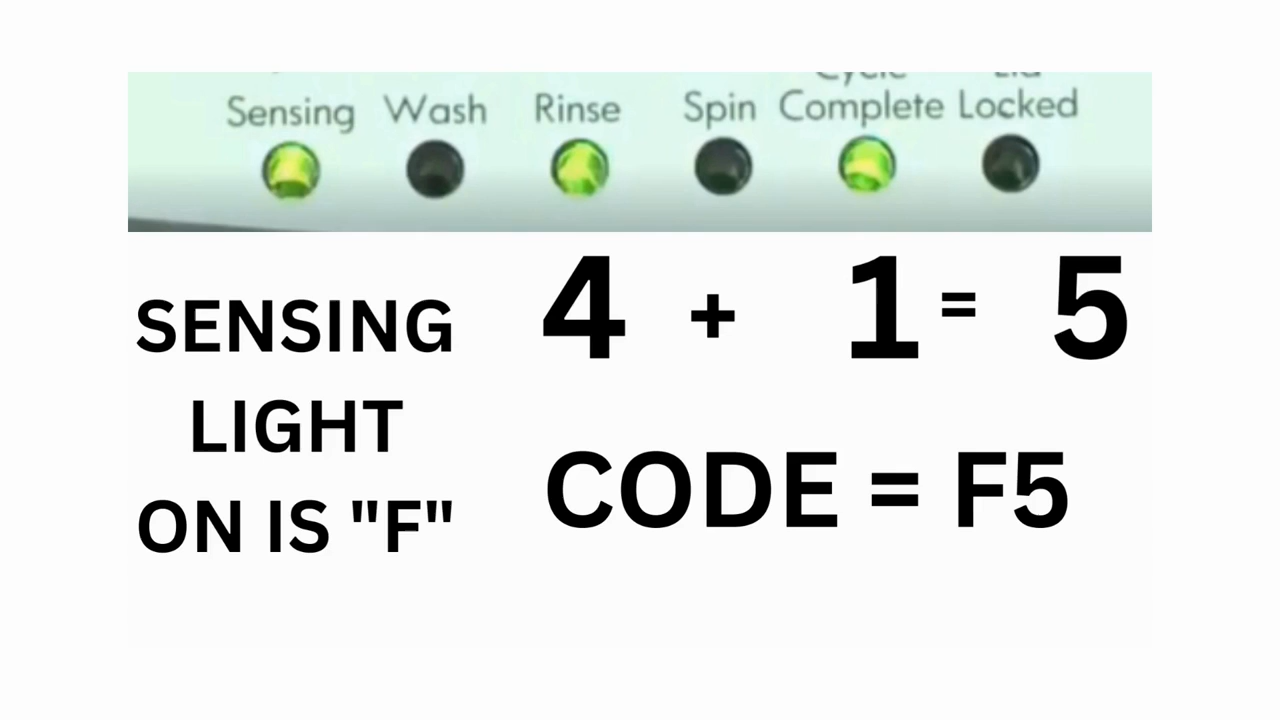 Sensing Wash Rinse Spin Complete Locked
4 + 1 = 5
SENSING
LIGHT
ON IS "F"
CODE = F5